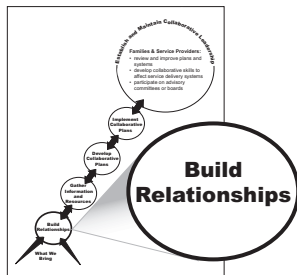 Establish and Maintain Collaborative Leadership
Families & Service Providers:
• review and improve plans and
systems
• develop collaborative skills to
affect service delivery systems
• participate on advisory
committees or boards
Implement
Collaborative
Plans
Develop
Collaborative
Plans
Gather
Information
and
Resources
Build
Relationships
What We
Bring
Build
Relationships